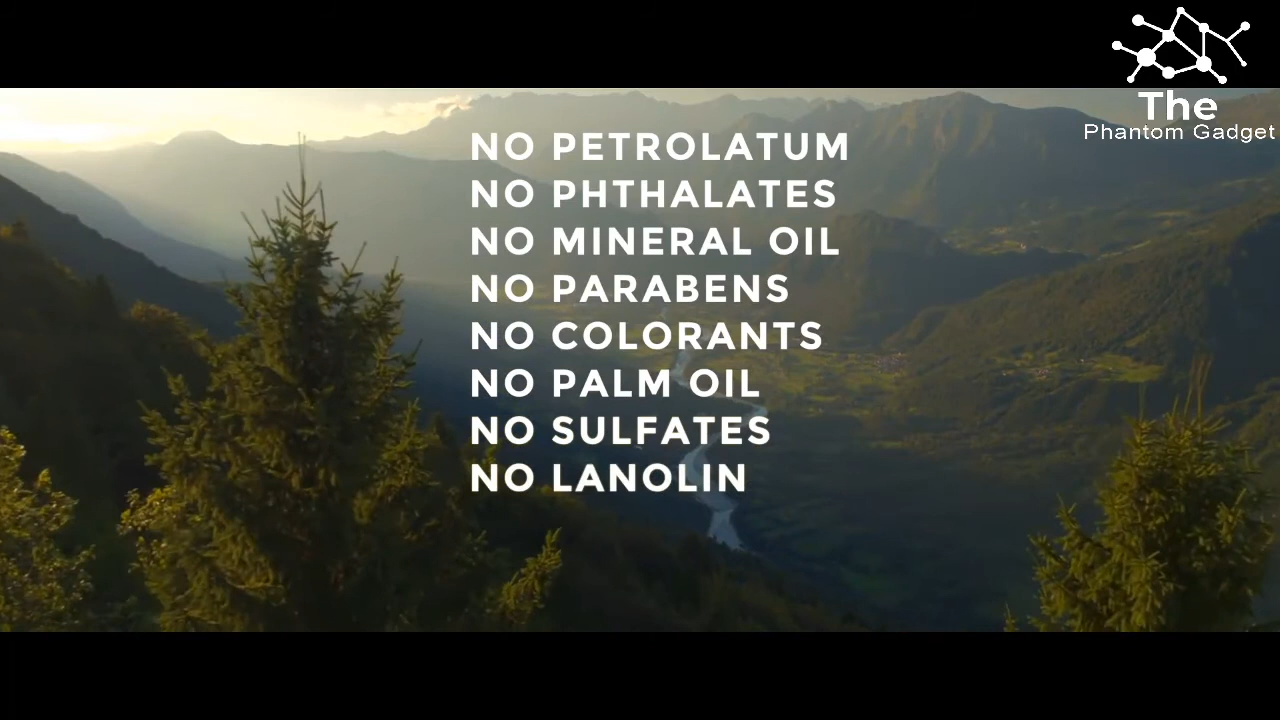 The
Phantom Gadget
NO PETROLATUM
NO PHTHALATES
NO MINERAL OIL
NO PARABENS
NO COLORANTS
NO PALM OIL
NO SULFATES
NO LANOLIN